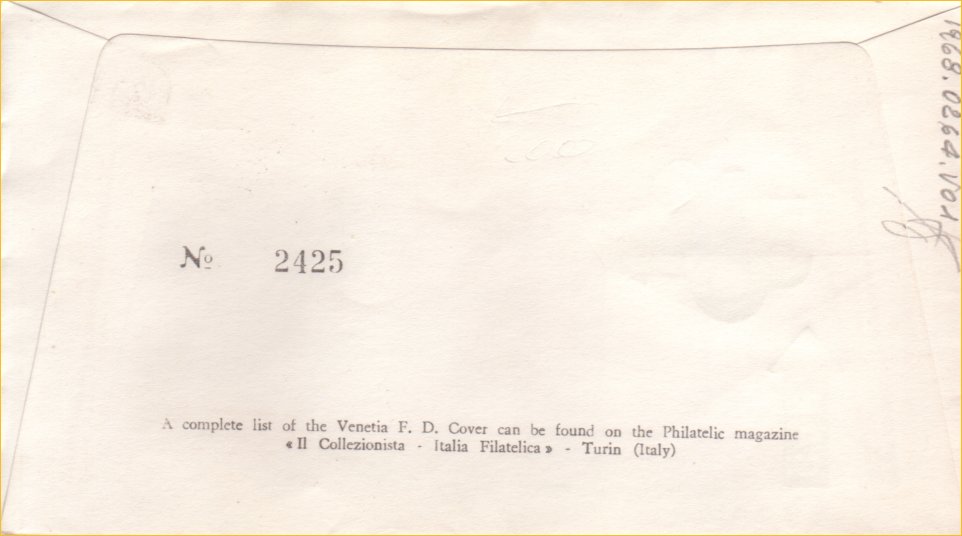 Nº 2425
A complete list of the Venetia F. D. Cover can be found on the Philatelic magazine
« Il Collezionista - Italia Filatelica » - Turin (Italy)
1968.0264.V01